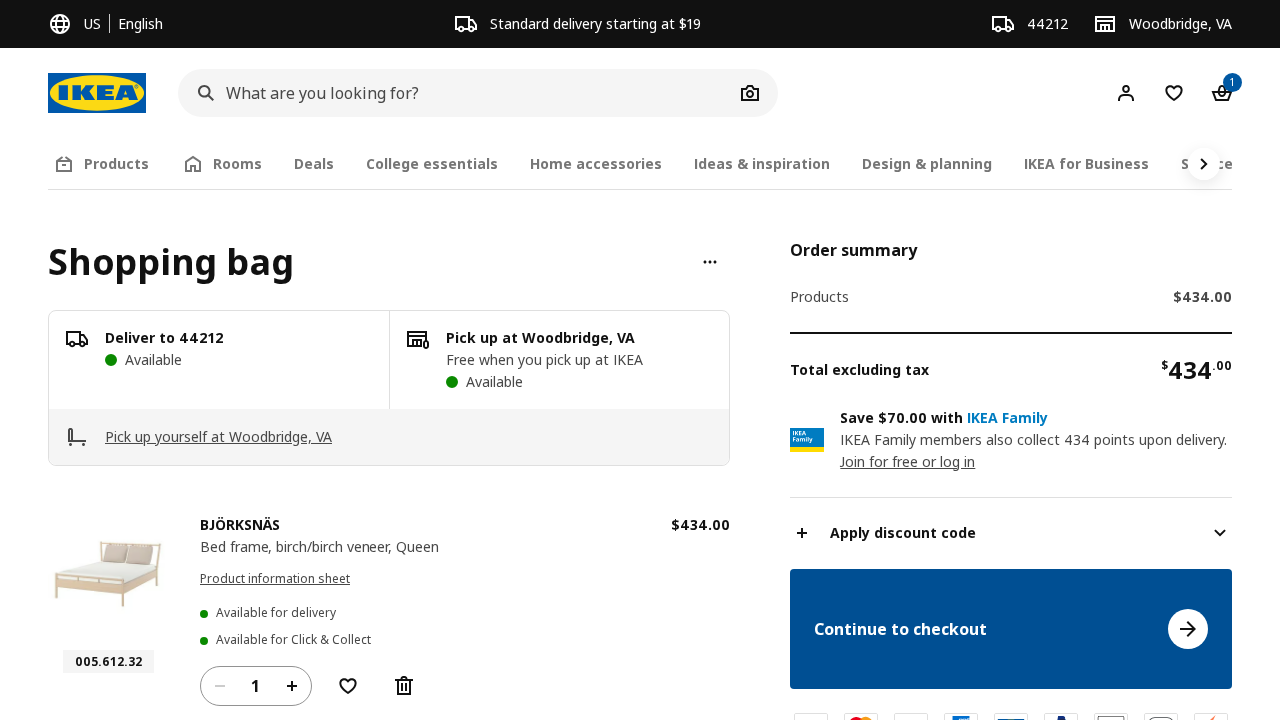 US English
Standard delivery starting at $19
44212
Woodbridge, VA
IKEA
What are you looking for?
1
Products
Rooms
Deals
College essentials
Home accessories
Ideas & inspiration
Design & planning
IKEA for Business
Shopping bag
Deliver to 44212
Available
Pick up at Woodbridge, VA
Free when you pick up at IKEA
Available
Pick up yourself at Woodbridge, VA
BJÖRKSNÄS
$434.00
Bed frame, birch/birch veneer, Queen
Product information sheet
Available for delivery
Available for Click & Collect
005.612.32
1
Order summary
Products $434.00
Total excluding tax $434.00
IKEA
Family
Save $70.00 with IKEA Family
IKEA Family members also collect 434 points upon delivery.
Join for free or log in
Apply discount code
Continue to checkout